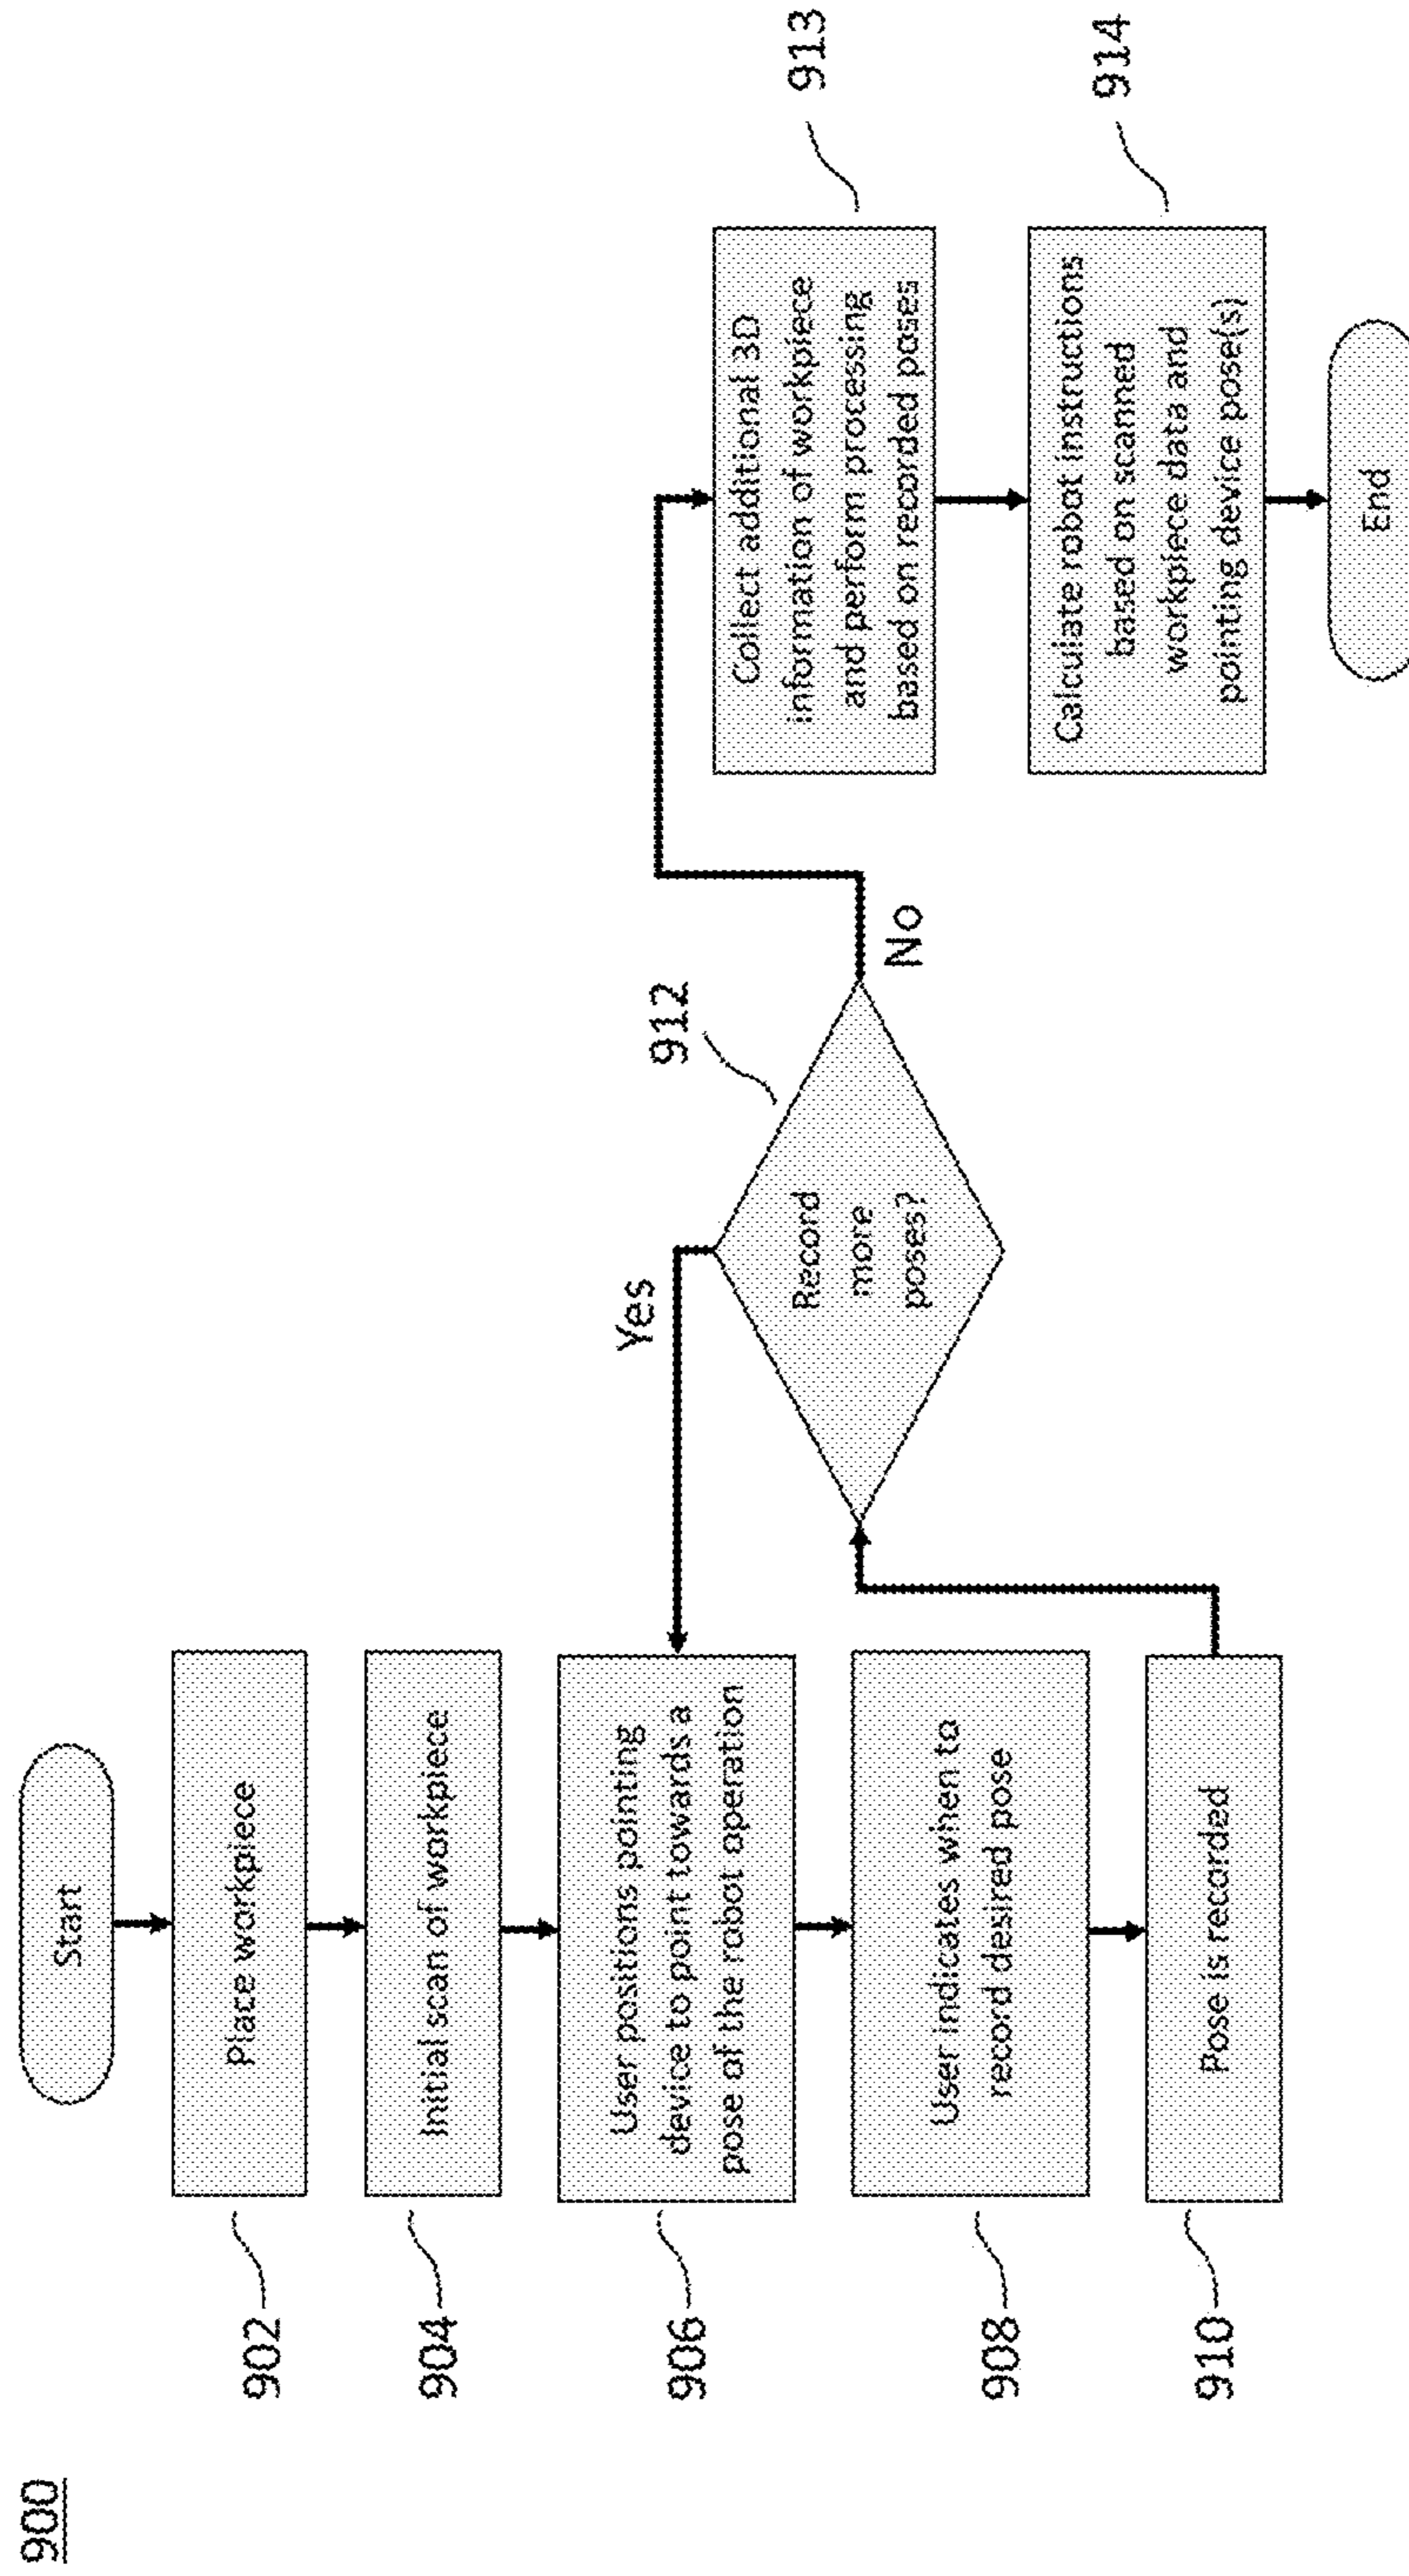 900
Start
902
Place workpiece
904
Initial scan of workpiece
906
User positions pointing
device to point towards a
pose of the robot operation
908
User indicates when to
record desired pose
910
Pose is recorded
Yes
912
Record
more
poses?
No
913
Collect additional 3D
information of workpiece
and perform processing
based on recorded poses
914
Calculate robot instructions
based on scanned
workpiece data and
pointing device pose(s)
End